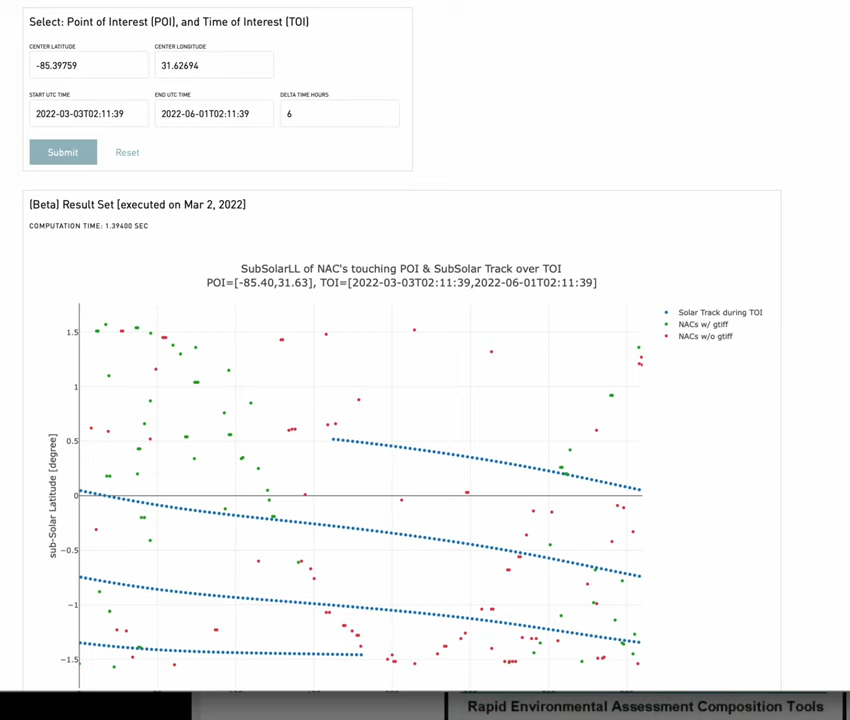 Select: Point of Interest (POI), and Time of Interest (TOI)
CENTER LATITUDE CENTER LONGITUDE
-85.39759 31.62694
START UTC TIME END UTC TIME DELTA TIME HOURS
2022-03-03T02:11:39 2022-06-01T02:11:39 6
Submit Reset
(Beta) Result Set [executed on Mar 2, 2022]
COMPUTATION TIME: 1.39400 SEC
SubSolarLL of NAC's touching POI & SubSolar Track over TOI
POI=[-85.40,31.63], TOI=[2022-03-03T02:11:39,2022-06-01T02:11:39]
Solar Track during TOI
NACs w/ gtiff
NACs w/o gtiff
1.5
1
0.5
0
−0.5
−1
−1.5
sub-Solar Latitude [degree]
Rapid Environmental Assessment Composition Tools